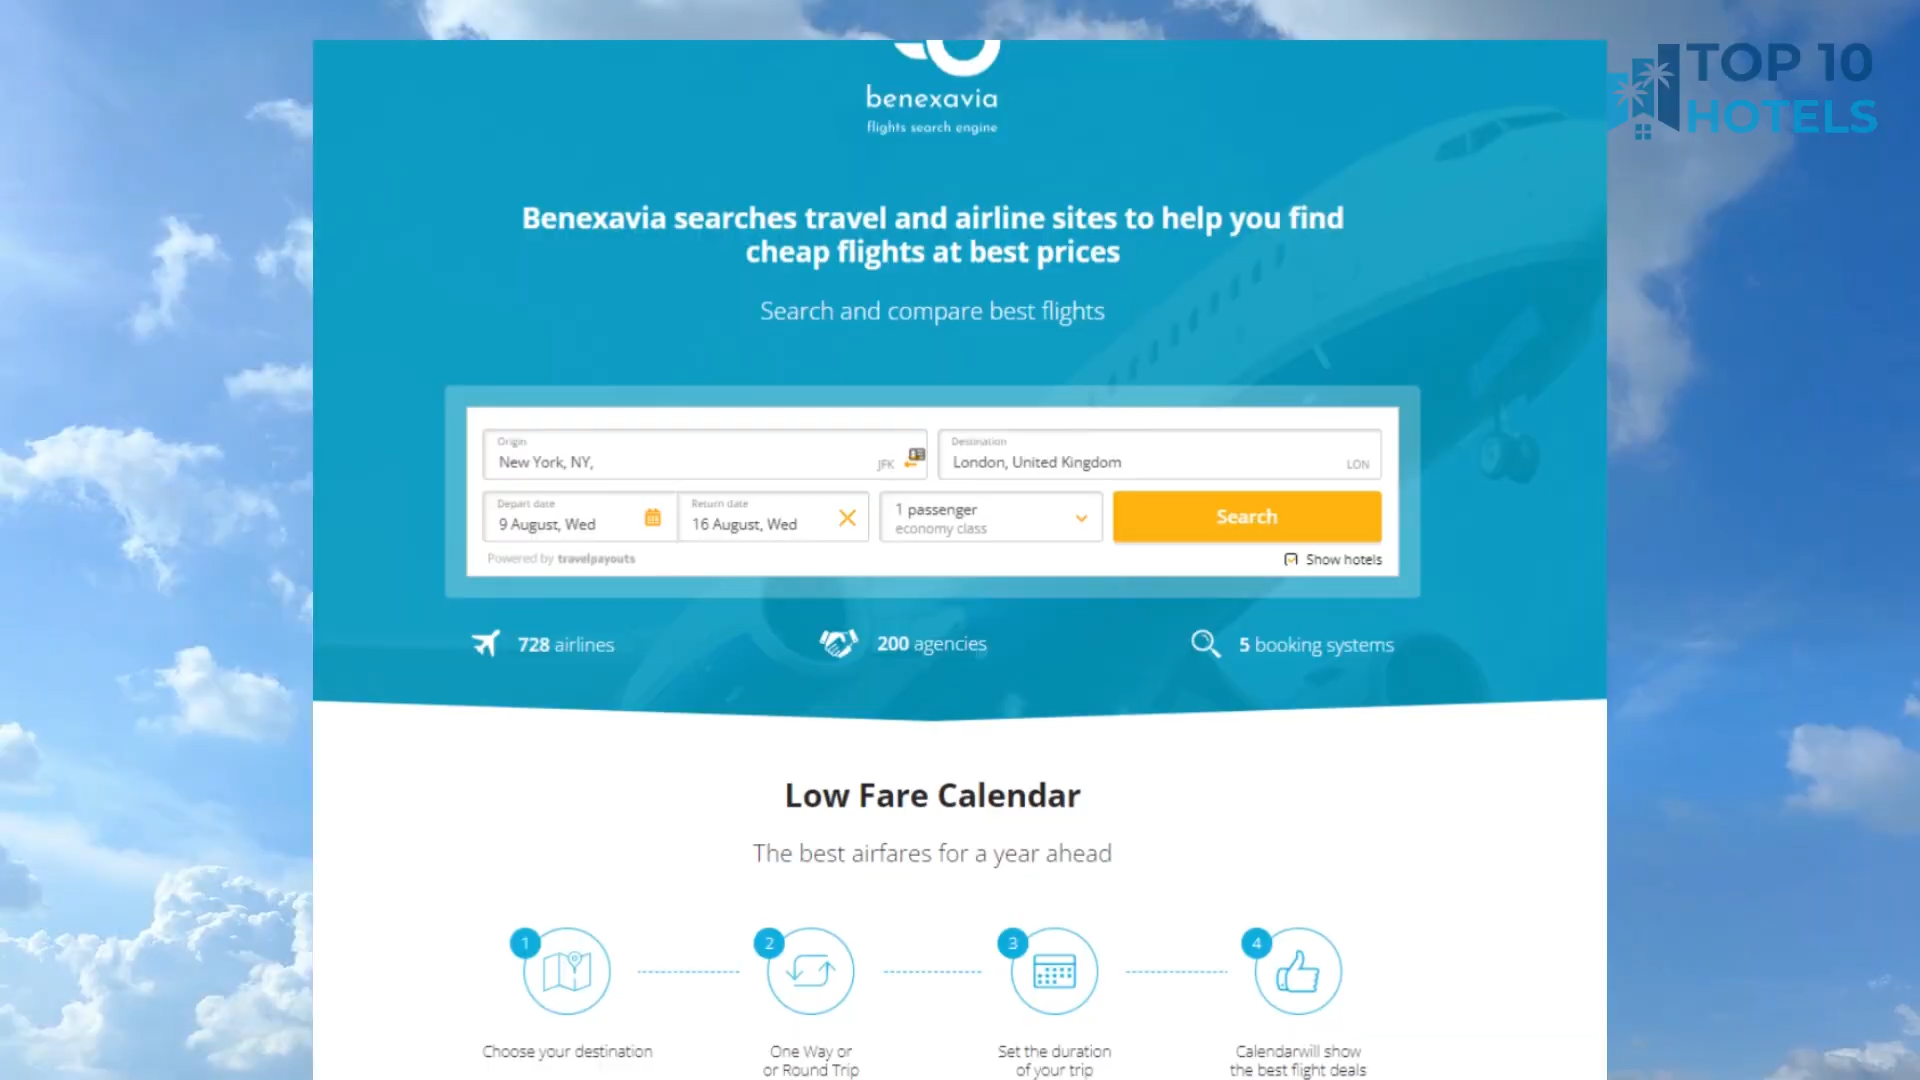 TOP 10
HOTELS
benexavia
flights search engine
Benexavia searches travel and airline sites to help you find
cheap flights at best prices
Search and compare best flights
Origin
New York, NY,
JFK
Destination
London, United Kingdom
LON
Depart date
9 August, Wed
Return date
16 August, Wed
1 passenger
economy class
Search
Powered by travelpayouts
Show hotels
728 airlines
200 agencies
5 booking systems
Low Fare Calendar
The best airfares for a year ahead
1
2
3
4
Choose your destination
One Way or
or Round Trip
Set the duration
of your trip
Calendarwill show
the best flight deals